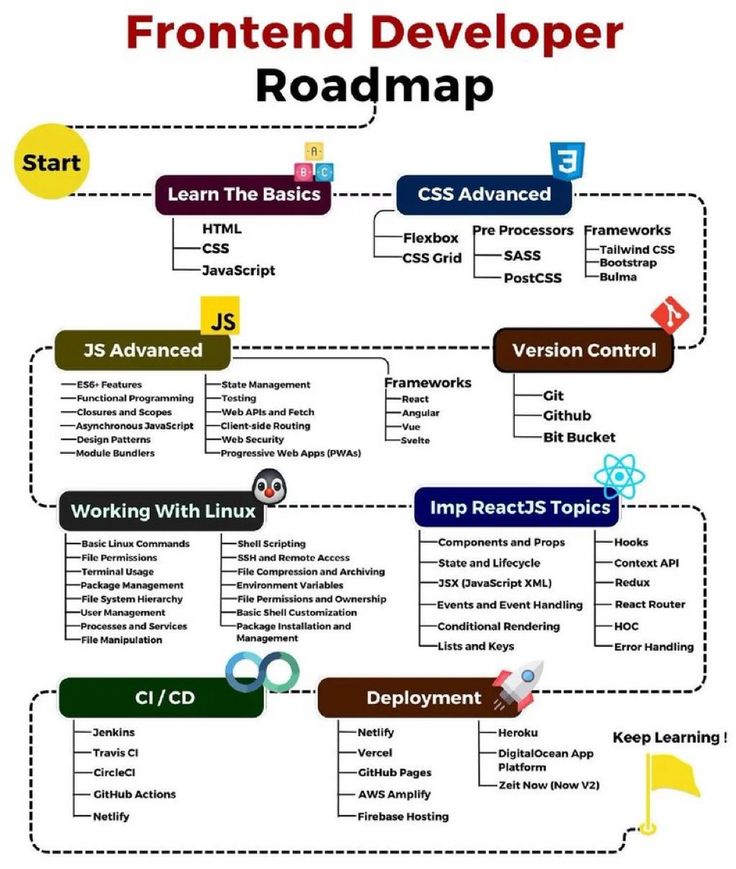 Frontend Developer
Roadmap
Start
A
B C
Learn The Basics
HTML
CSS
JavaScript
3
CSS Advanced
Flexbox
CSS Grid
Pre Processors
SASS
PostCSS
Frameworks
Tailwind CSS
Bootstrap
Bulma
JS
JS Advanced
ES6+ Features
Functional Programming
Closures and Scopes
Asynchronous JavaScript
Design Patterns
Module Bundlers
State Management
Testing
Web APIs and Fetch
Client-side Routing
Web Security
Progressive Web Apps (PWAs)
Frameworks
React
Angular
Vue
Svelte
Version Control
Git
Github
Bit Bucket
Working With Linux
Basic Linux Commands
File Permissions
Terminal Usage
Package Management
File System Hierarchy
User Management
Processes and Services
File Manipulation
Shell Scripting
SSH and Remote Access
File Compression and Archiving
Environment Variables
File Permissions and Ownership
Basic Shell Customization
Package Installation and
Management
Imp ReactJS Topics
Components and Props
State and Lifecycle
JSX (JavaScript XML)
Events and Event Handling
Conditional Rendering
Lists and Keys
Hooks
Context API
Redux
React Router
HOC
Error Handling
CI / CD
Jenkins
Travis CI
CircleCI
GitHub Actions
Netlify
Deployment
Netlify
Vercel
GitHub Pages
AWS Amplify
Firebase Hosting
Heroku
DigitalOcean App
Platform
Zeit Now (Now V2)
Keep Learning !